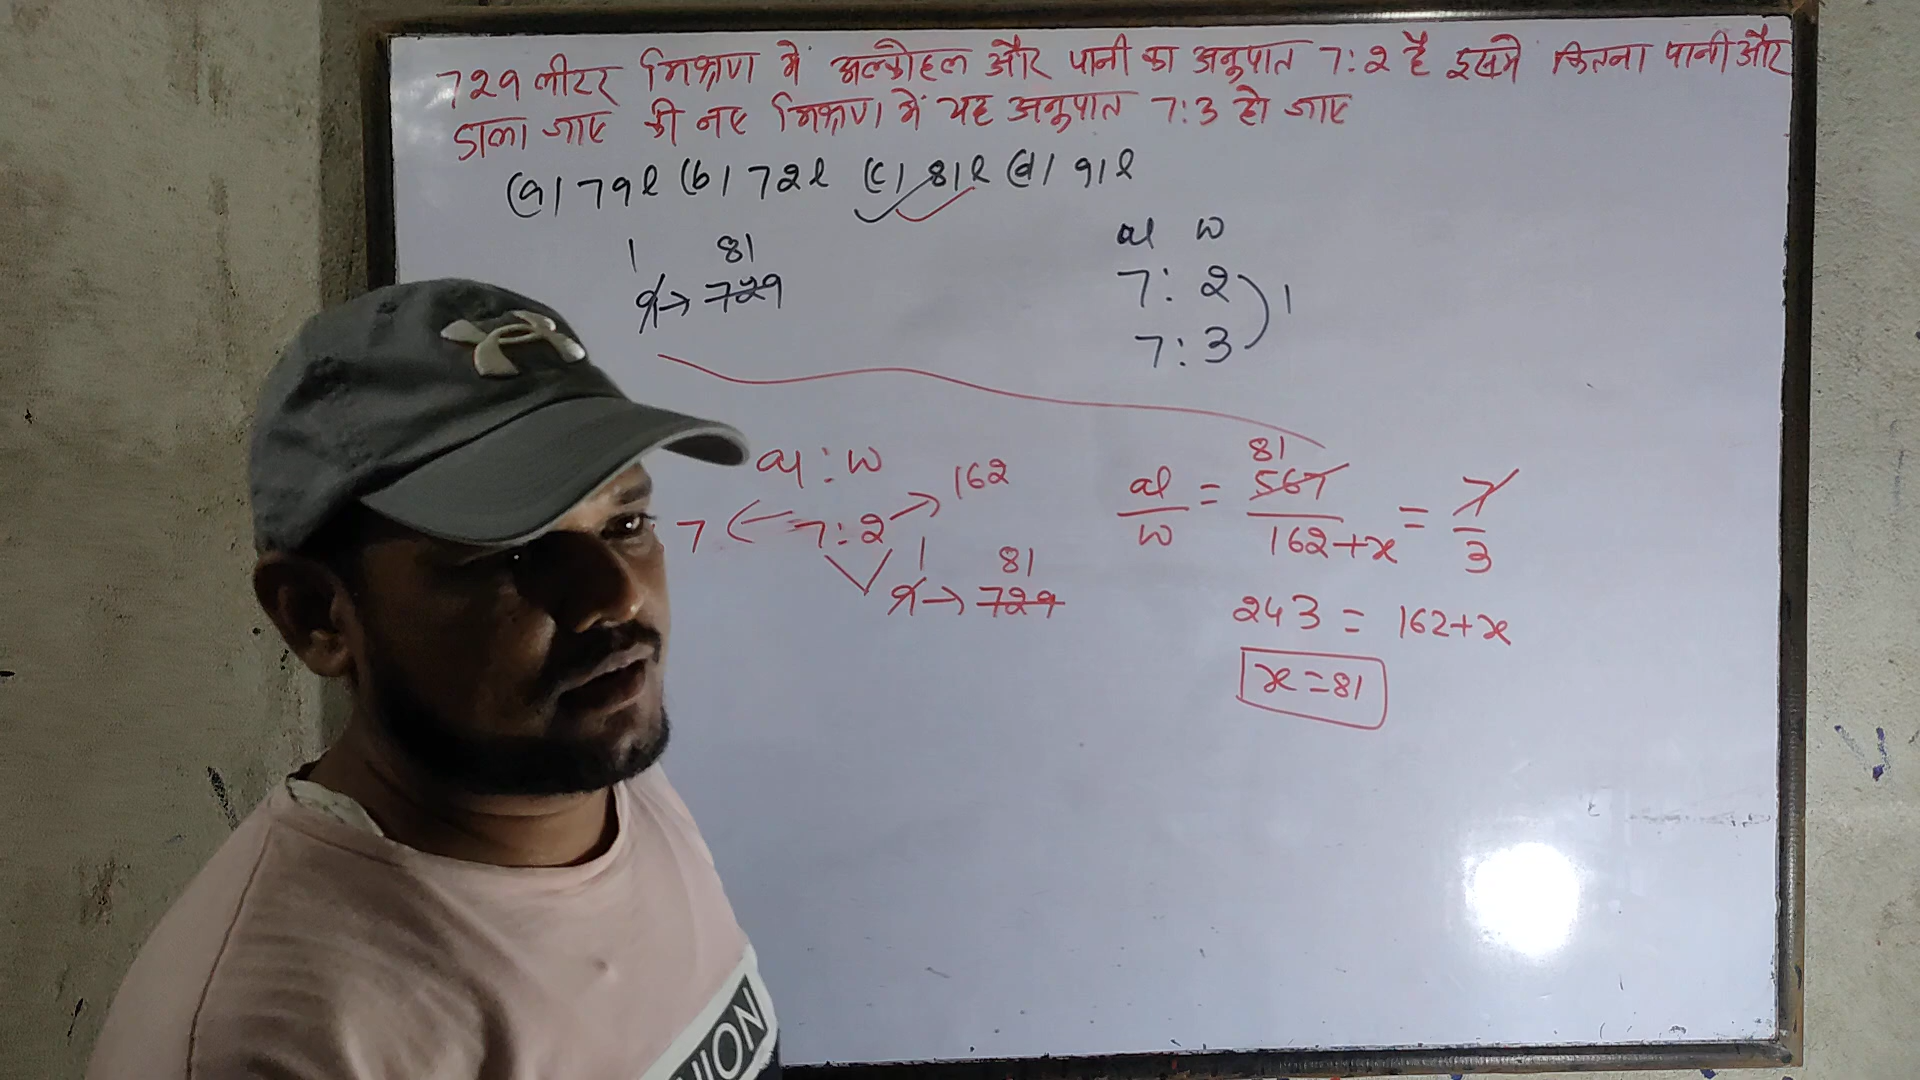 729 लीटर मिश्रण में अल्कोहल और पानी का अनुपात 7:2 है इसमे कितना पानी और
डाला जाए की नए मिश्रण में यह अनुपात 7:3 हो जाए
(a) 79l (b) 72l (c) 81l (d) 91l
1 81
9→729
al w
7:2
7:3
1
al:w
7 ← 7:2 → 162
1 81
9→729
81
al/w = 567/162+x = 7/3
243 = 162+x
x=81
NION